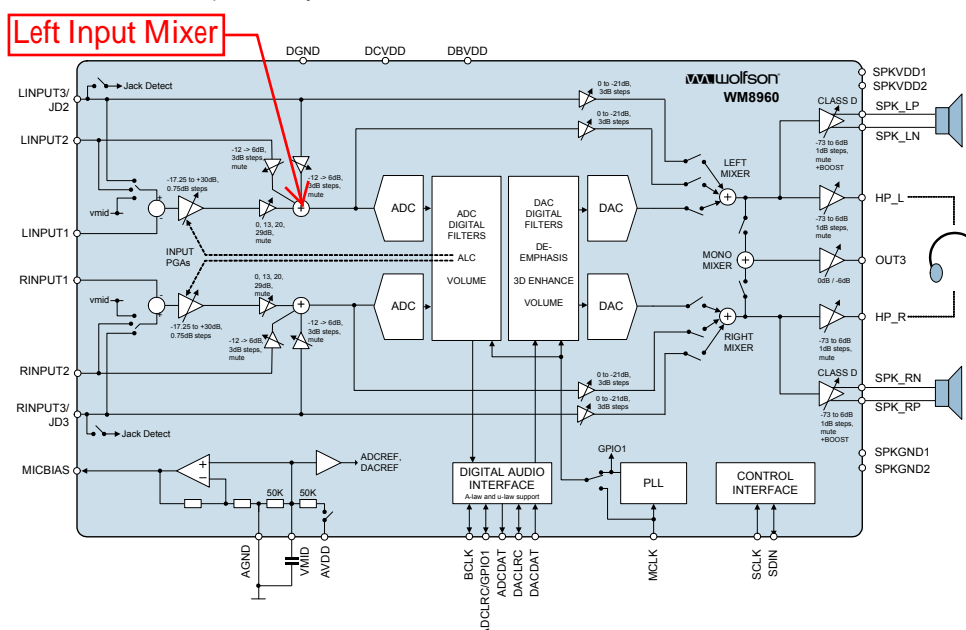 Left Input Mixer
DGND
DCVDD
DBVDD
wolfson
WM8960
SPKVDD1
SPKVDD2
LINPUT3/
JD2
Jack Detect
0 to -21dB,
3dB steps
0 to -21dB,
3dB steps
CLASS D
SPK_LP
SPK_LN
LINPUT2
-12 -> 6dB,
3dB steps,
mute
-12 -> 6dB,
3dB steps,
mute
-73 to 6dB
1dB steps,
mute
+BOOST
LEFT
MIXER
-17.25 to +30dB,
0.75dB steps
+
-
vmid
+
0, 13, 20,
29dB,
mute
ADC
ADC
DIGITAL
FILTERS
ALC
VOLUME
DAC
DIGITAL
FILTERS
DE-
EMPHASIS
3D ENHANCE
VOLUME
DAC
+
HP_L
-73 to 6dB
1dB steps,
mute
LINPUT1
INPUT
PGAs
MONO
MIXER
+
OUT3
0dB / -6dB
RINPUT1
0, 13, 20,
29dB,
mute
vmid
+
-
+
ADC
DAC
+
HP_R
-17.25 to +30dB,
0.75dB steps
-12 -> 6dB,
3dB steps,
mute
-12 -> 6dB,
3dB steps,
mute
RIGHT
MIXER
-73 to 6dB
1dB steps,
mute
RINPUT2
0 to -21dB,
3dB steps
0 to -21dB,
3dB steps
CLASS D
SPK_RN
SPK_RP
-73 to 6dB
1dB steps,
mute
+BOOST
RINPUT3/
JD3
Jack Detect
MICBIAS
+
-
ADCREF,
DACREF
50K
50K
DIGITAL AUDIO
INTERFACE
A-law and u-law support
GPIO1
PLL
CONTROL
INTERFACE
SPKGND1
SPKGND2
AGND
VMID
AVDD
BCLK
ADCLRC/GPIO1
ADCDAT
DACLRC
DACDAT
MCLK
SCLK
SDIN